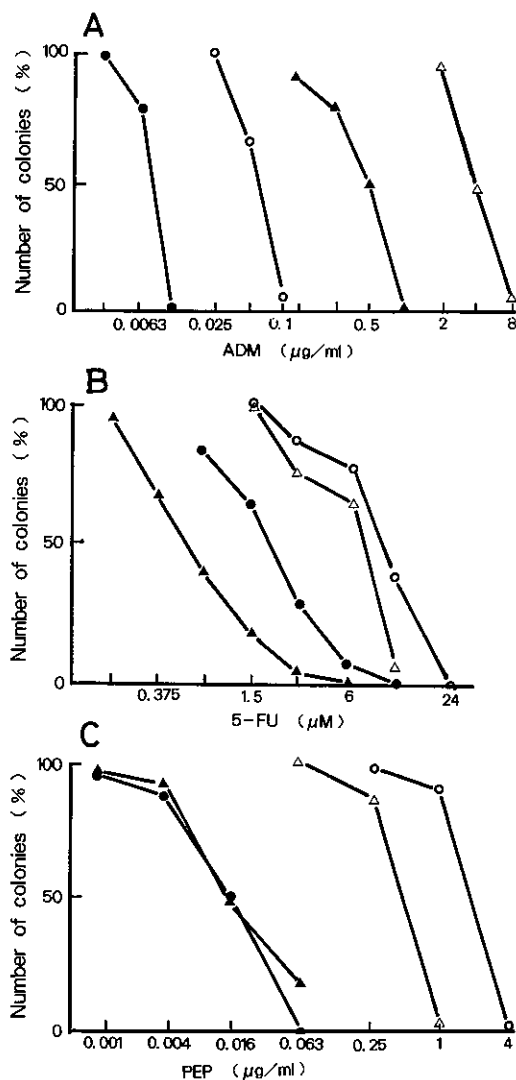 A
100
50
0
Number of colonies (%)
0.0063 0.025 0.1 0.5 2 8
ADM (μg/ml)
B
100
50
0
Number of colonies (%)
0.375 1.5 6 24
5-FU (μM)
C
100
50
0
Number of colonies (%)
0.001 0.004 0.016 0.063 0.25 1 4
PEP (μg/ml)